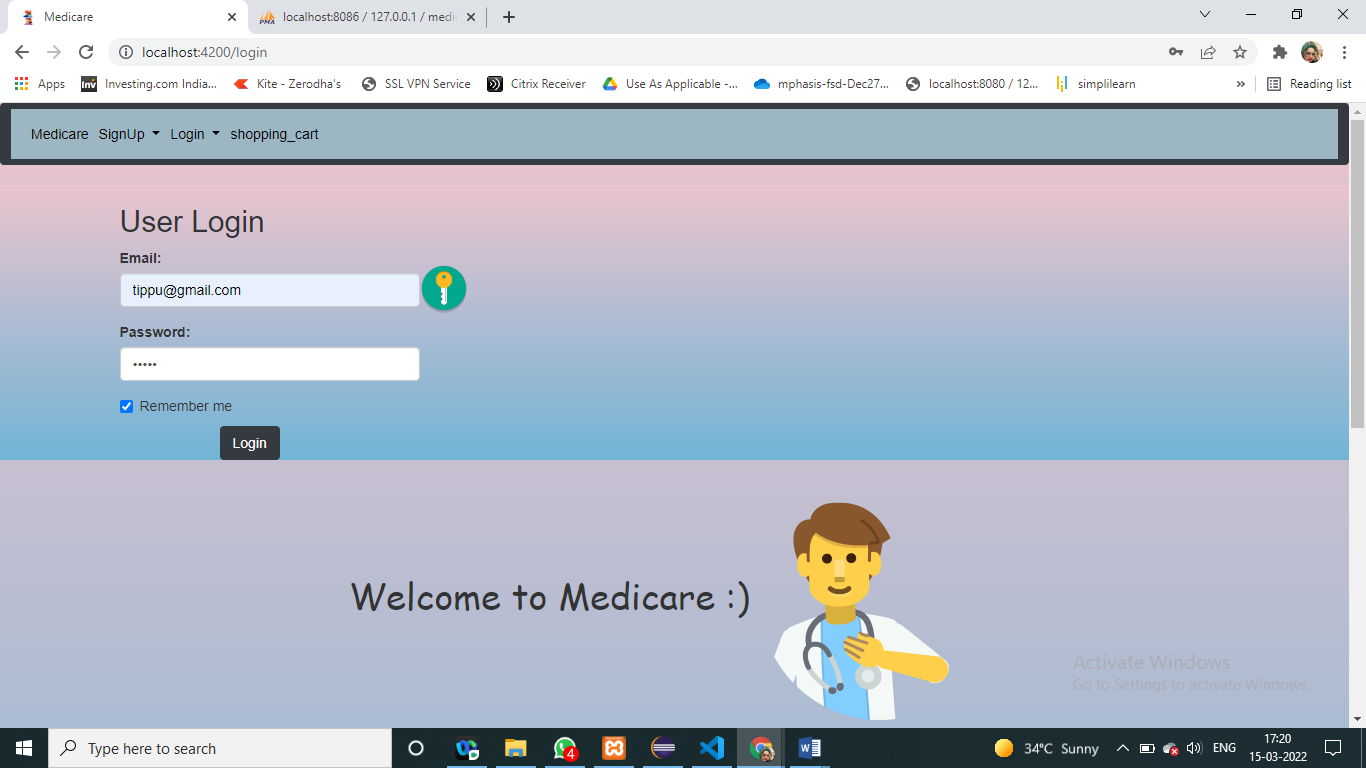 Medicare
localhost:8086 / 127.0.0.1 / medic
localhost:4200/login
Apps
Investing.com India...
Kite - Zerodha's
SSL VPN Service
Citrix Receiver
Use As Applicable -...
mphasis-fsd-Dec27...
localhost:8080 / 12...
simplilearn
»
Reading list
Medicare SignUp Login shopping_cart
User Login
Email:
tippu@gmail.com
Password:
•••••
Remember me
Login
Welcome to Medicare :)
Activate Windows
Go to Settings to activate Windows.
Type here to search
4
34°C Sunny
ENG
17:20
15-03-2022